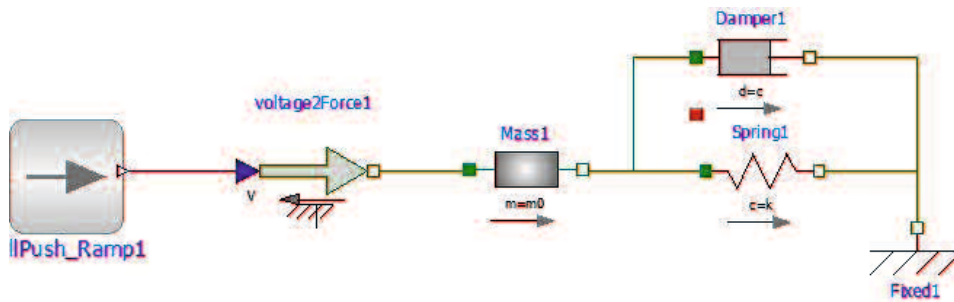 Damper1
d=c
voltage2Force1
Mass1
Spring1
v
m=m0
c=k
llPush_Ramp1
Fixed1